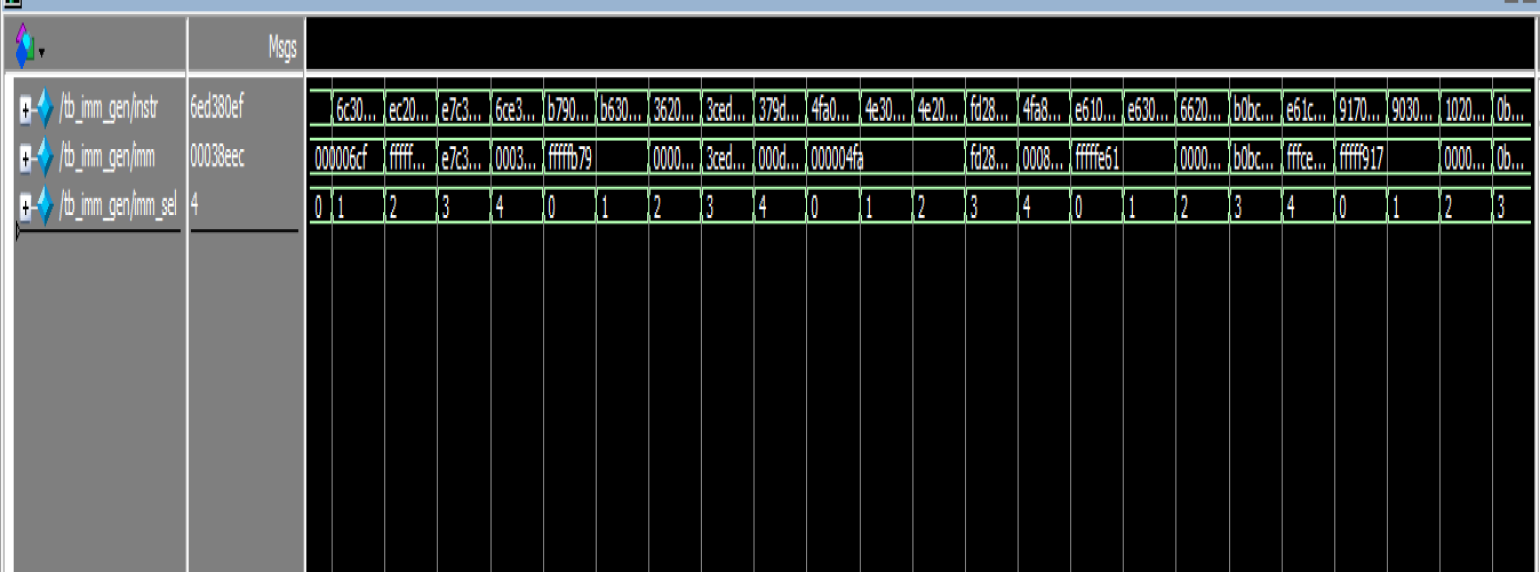 Msgs
/tb_imm_gen/instr 6ed380ef 6c30... ec20... e7c3... 6ce3... b790... b630... 3620... 3ced... 379d... 4fa0... 4e30... 4e20... fd28... 4fa8... e610... e630... 6620... b0bc... e61c... 9170... 9030... 1020... 0b...
/tb_imm_gen/imm 00038eec 000006cf fffff... e7c3... 0003... fffffb79 0000... 3ced... 000d... 000004fa fd28... 0008... fffffe61 0000... b0bc... fffce... fffff917 0000... 0b...
/tb_imm_gen/imm_sel 4 0 1 2 3 4 0 1 2 3 4 0 1 2 3 4 0 1 2 3 4 0 1 2 3